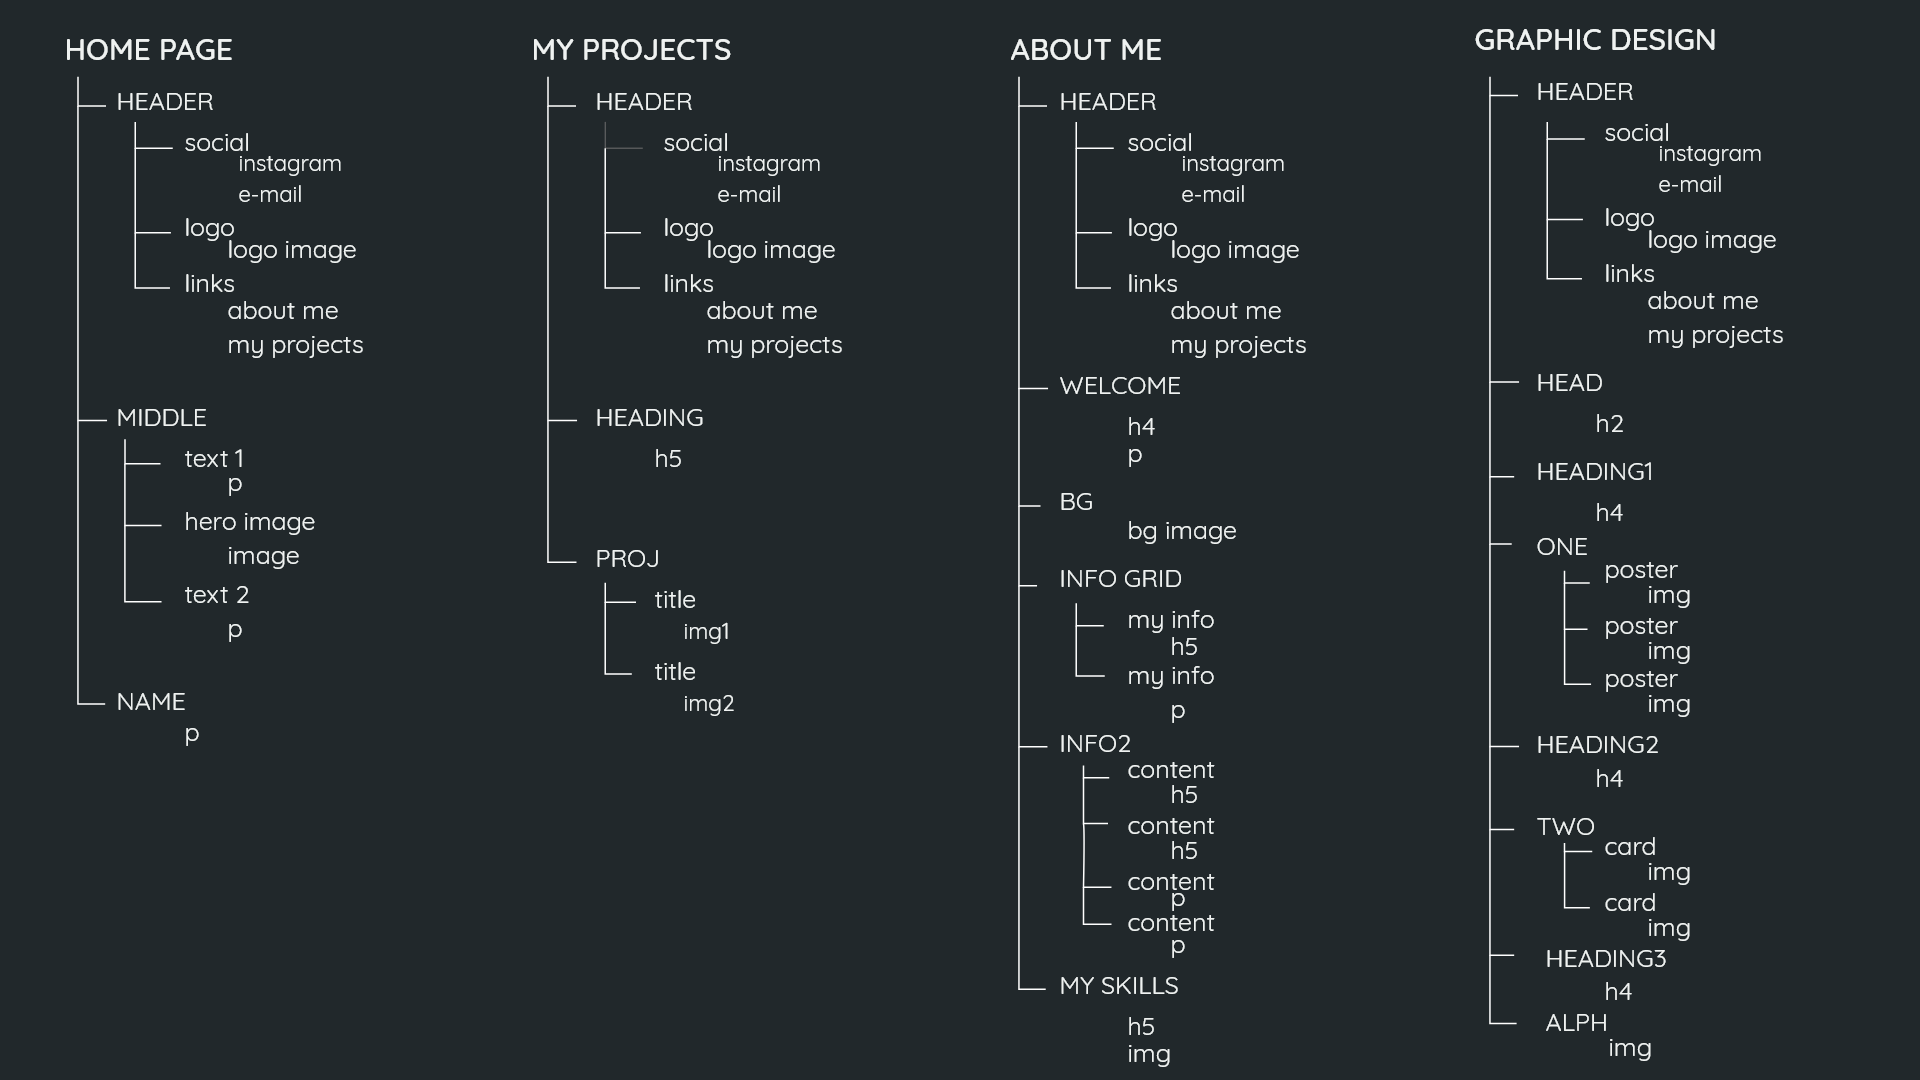 HOME PAGE
HEADER
social
instagram
e-mail
logo
logo image
links
about me
my projects
MIDDLE
text 1
p
hero image
image
text 2
p
NAME
p
MY PROJECTS
HEADER
social
instagram
e-mail
logo
logo image
links
about me
my projects
HEADING
h5
PROJ
title
img1
title
img2
ABOUT ME
HEADER
social
instagram
e-mail
logo
logo image
links
about me
my projects
WELCOME
h4
p
BG
bg image
INFO GRID
my info
h5
my info
p
INFO2
content
h5
content
h5
content
p
content
p
MY SKILLS
h5
img
GRAPHIC DESIGN
HEADER
social
instagram
e-mail
logo
logo image
links
about me
my projects
HEAD
h2
HEADING1
h4
ONE
poster
img
poster
img
poster
img
HEADING2
h4
TWO
card
img
card
img
HEADING3
h4
ALPH
img